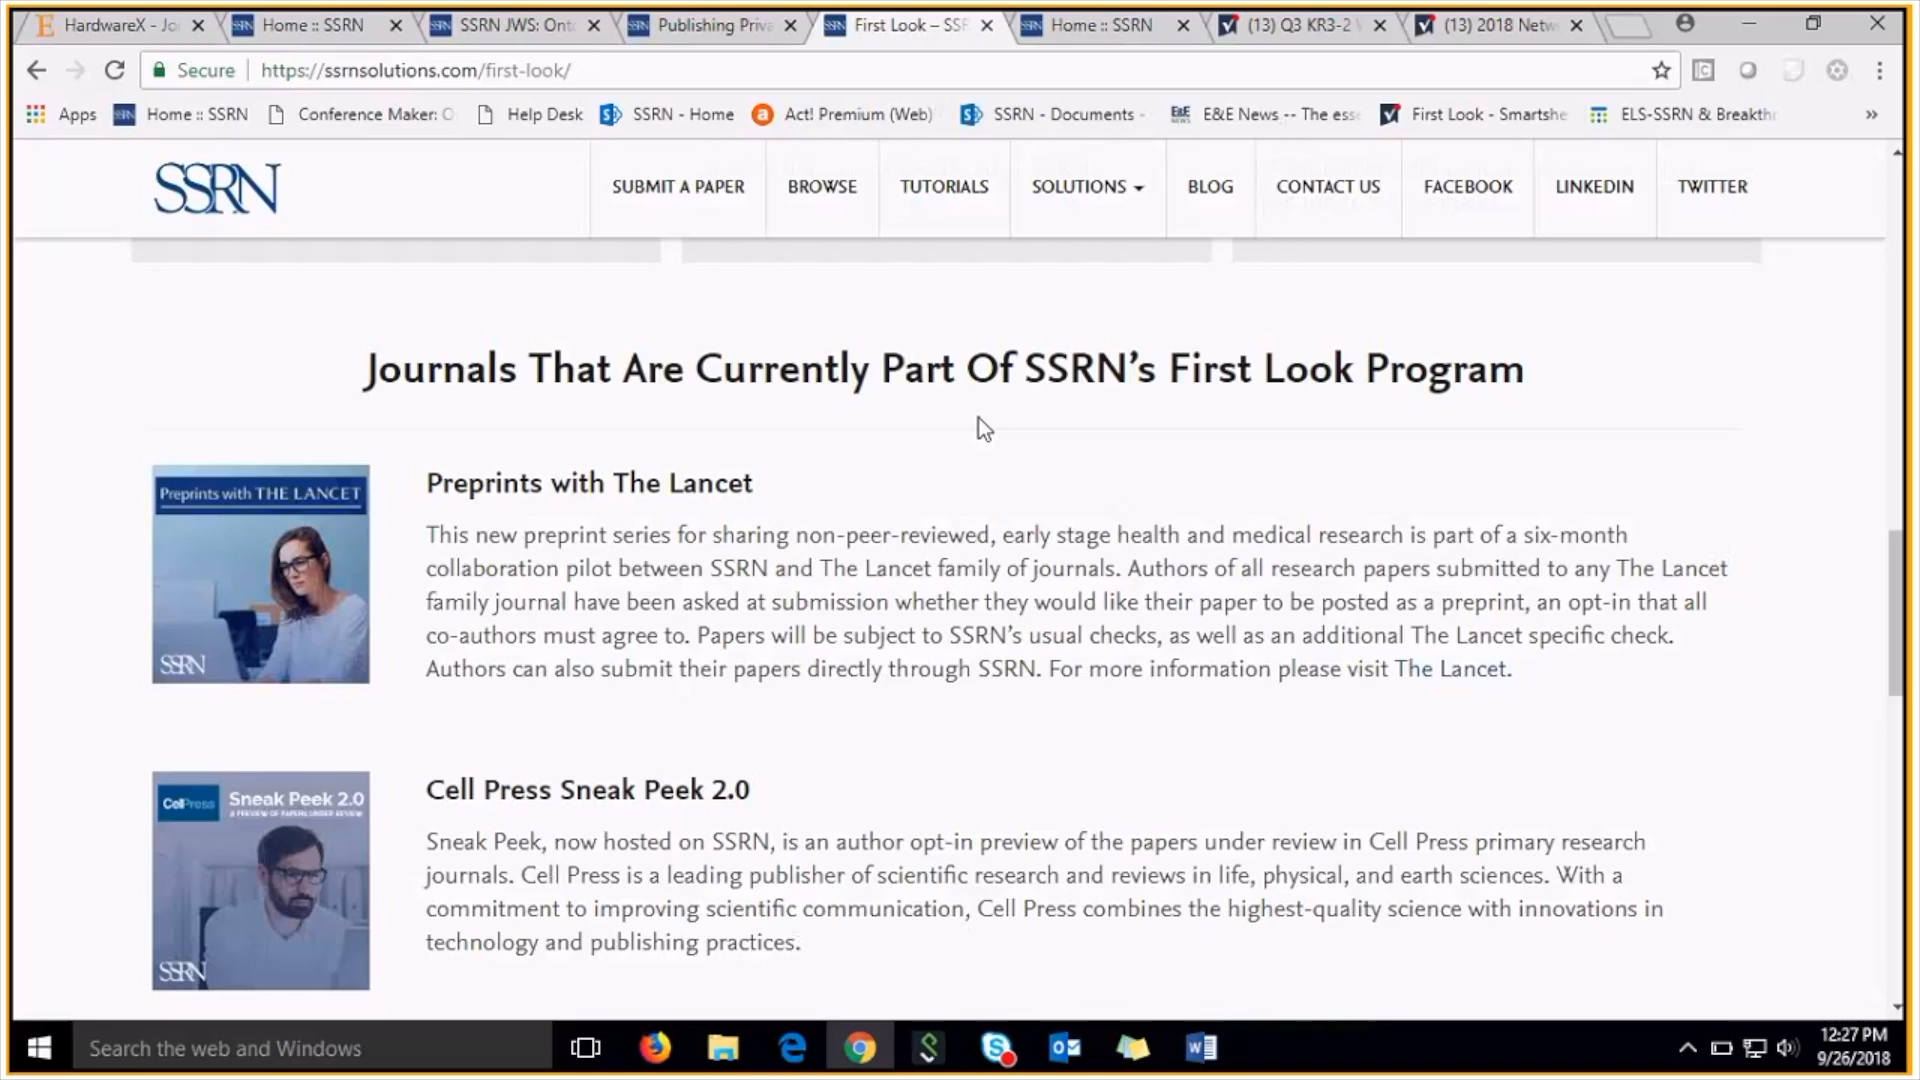 HardwareX - Jo
Home :: SSRN
SSRN JWS: Onto
Publishing Priva
First Look – SSR
Home :: SSRN
(13) Q3 KR3-2
(13) 2018 Netw
Secure
https://ssrnsolutions.com/first-look/
Apps
Home :: SSRN
Conference Maker: O
Help Desk
SSRN - Home
Act! Premium (Web)
SSRN - Documents -
E&E News -- The esse
First Look - Smartshe
ELS-SSRN & Breakthr
»
SSRN
SUBMIT A PAPER
BROWSE
TUTORIALS
SOLUTIONS
BLOG
CONTACT US
FACEBOOK
LINKEDIN
TWITTER
Journals That Are Currently Part Of SSRN’s First Look Program
Preprints with THE LANCET
SSRN
Preprints with The Lancet
This new preprint series for sharing non-peer-reviewed, early stage health and medical research is part of a six-month
collaboration pilot between SSRN and The Lancet family of journals. Authors of all research papers submitted to any The Lancet
family journal have been asked at submission whether they would like their paper to be posted as a preprint, an opt-in that all
co-authors must agree to. Papers will be subject to SSRN’s usual checks, as well as an additional The Lancet specific check.
Authors can also submit their papers directly through SSRN. For more information please visit The Lancet.
CellPress
Sneak Peek 2.0
A PREVIEW OF PAPERS UNDER REVIEW
SSRN
Cell Press Sneak Peek 2.0
Sneak Peek, now hosted on SSRN, is an author opt-in preview of the papers under review in Cell Press primary research
journals. Cell Press is a leading publisher of scientific research and reviews in life, physical, and earth sciences. With a
commitment to improving scientific communication, Cell Press combines the highest-quality science with innovations in
technology and publishing practices.
Search the web and Windows
12:27 PM
9/26/2018